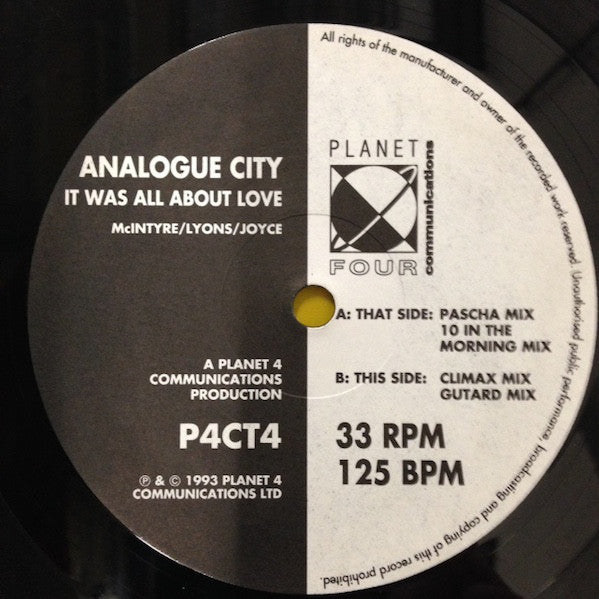 ANALOGUE CITY
IT WAS ALL ABOUT LOVE
McINTYRE/LYONS/JOYCE
A PLANET 4
COMMUNICATIONS
PRODUCTION
P4CT4
℗ & © 1993 PLANET 4
COMMUNICATIONS LTD
PLANET
FOUR
communications
A: THAT SIDE: PASCHA MIX
10 IN THE
MORNING MIX
B: THIS SIDE: CLIMAX MIX
GUTARD MIX
33 RPM
125 BPM
All rights of the manufacturer and owner of the recorded work reserved. Unauthorised public performance, broadcasting and copying of this record prohibited.